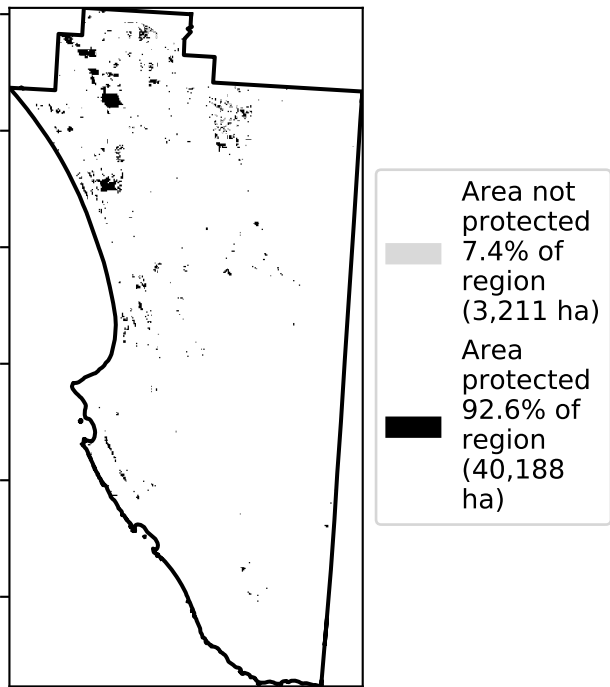 Area not
protected
7.4% of
region
(3,211 ha)
Area
protected
92.6% of
region
(40,188
ha)